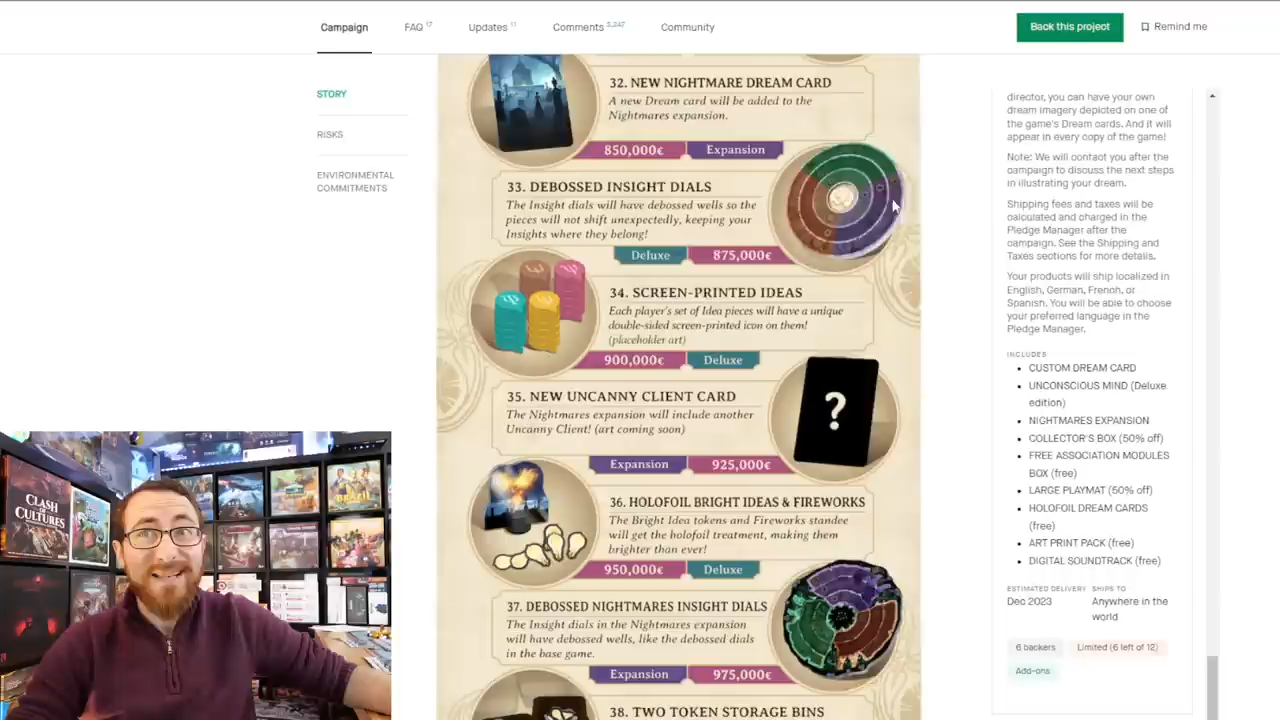 Campaign
FAQ 17
Updates 11
Comments 3,247
Community
Back this project
Remind me
STORY
RISKS
ENVIRONMENTAL
COMMITMENTS
32. NEW NIGHTMARE DREAM CARD
A new Dream card will be added to the
Nightmares expansion.
850,000€ Expansion
33. DEBOSSED INSIGHT DIALS
The Insight dials will have debossed wells so the
pieces will not shift unexpectedly, keeping your
Insights where they belong!
Deluxe 875,000€
34. SCREEN-PRINTED IDEAS
Each player's set of Idea pieces will have a unique
double-sided screen-printed icon on them!
(placeholder art)
900,000€ Deluxe
35. NEW UNCANNY CLIENT CARD
The Nightmares expansion will include another
Uncanny Client! (art coming soon)
?
Expansion 925,000€
36. HOLOFOIL BRIGHT IDEAS & FIREWORKS
The Bright Idea tokens and Fireworks standee
will get the holofoil treatment, making them
brighter than ever!
950,000€ Deluxe
37. DEBOSSED NIGHTMARES INSIGHT DIALS
The Insight dials in the Nightmares expansion
will have debossed wells, like the debossed dials
in the base game.
Expansion 975,000€
38. TWO TOKEN STORAGE BINS
director, you can have your own
dream imagery depicted on one of
the game's Dream cards. And it will
appear in every copy of the game!
Note: We will contact you after the
campaign to discuss the next steps
in illustrating your dream.
Shipping fees and taxes will be
calculated and charged in the
Pledge Manager after the
campaign. See the Shipping and
Taxes sections for more details.
Your products will ship localized in
English, German, French, or
Spanish. You will be able to choose
your preferred language in the
Pledge Manager.
INCLUDES
CUSTOM DREAM CARD
UNCONSCIOUS MIND (Deluxe
edition)
NIGHTMARES EXPANSION
COLLECTOR'S BOX (50% off)
FREE ASSOCIATION MODULES
BOX (free)
LARGE PLAYMAT (50% off)
HOLOFOIL DREAM CARDS
(free)
ART PRINT PACK (free)
DIGITAL SOUNDTRACK (free)
ESTIMATED DELIVERY SHIPS TO
Dec 2023 Anywhere in the
world
6 backers Limited (6 left of 12)
Add-ons
CLASH
OF
CULTURES
BRAZIL